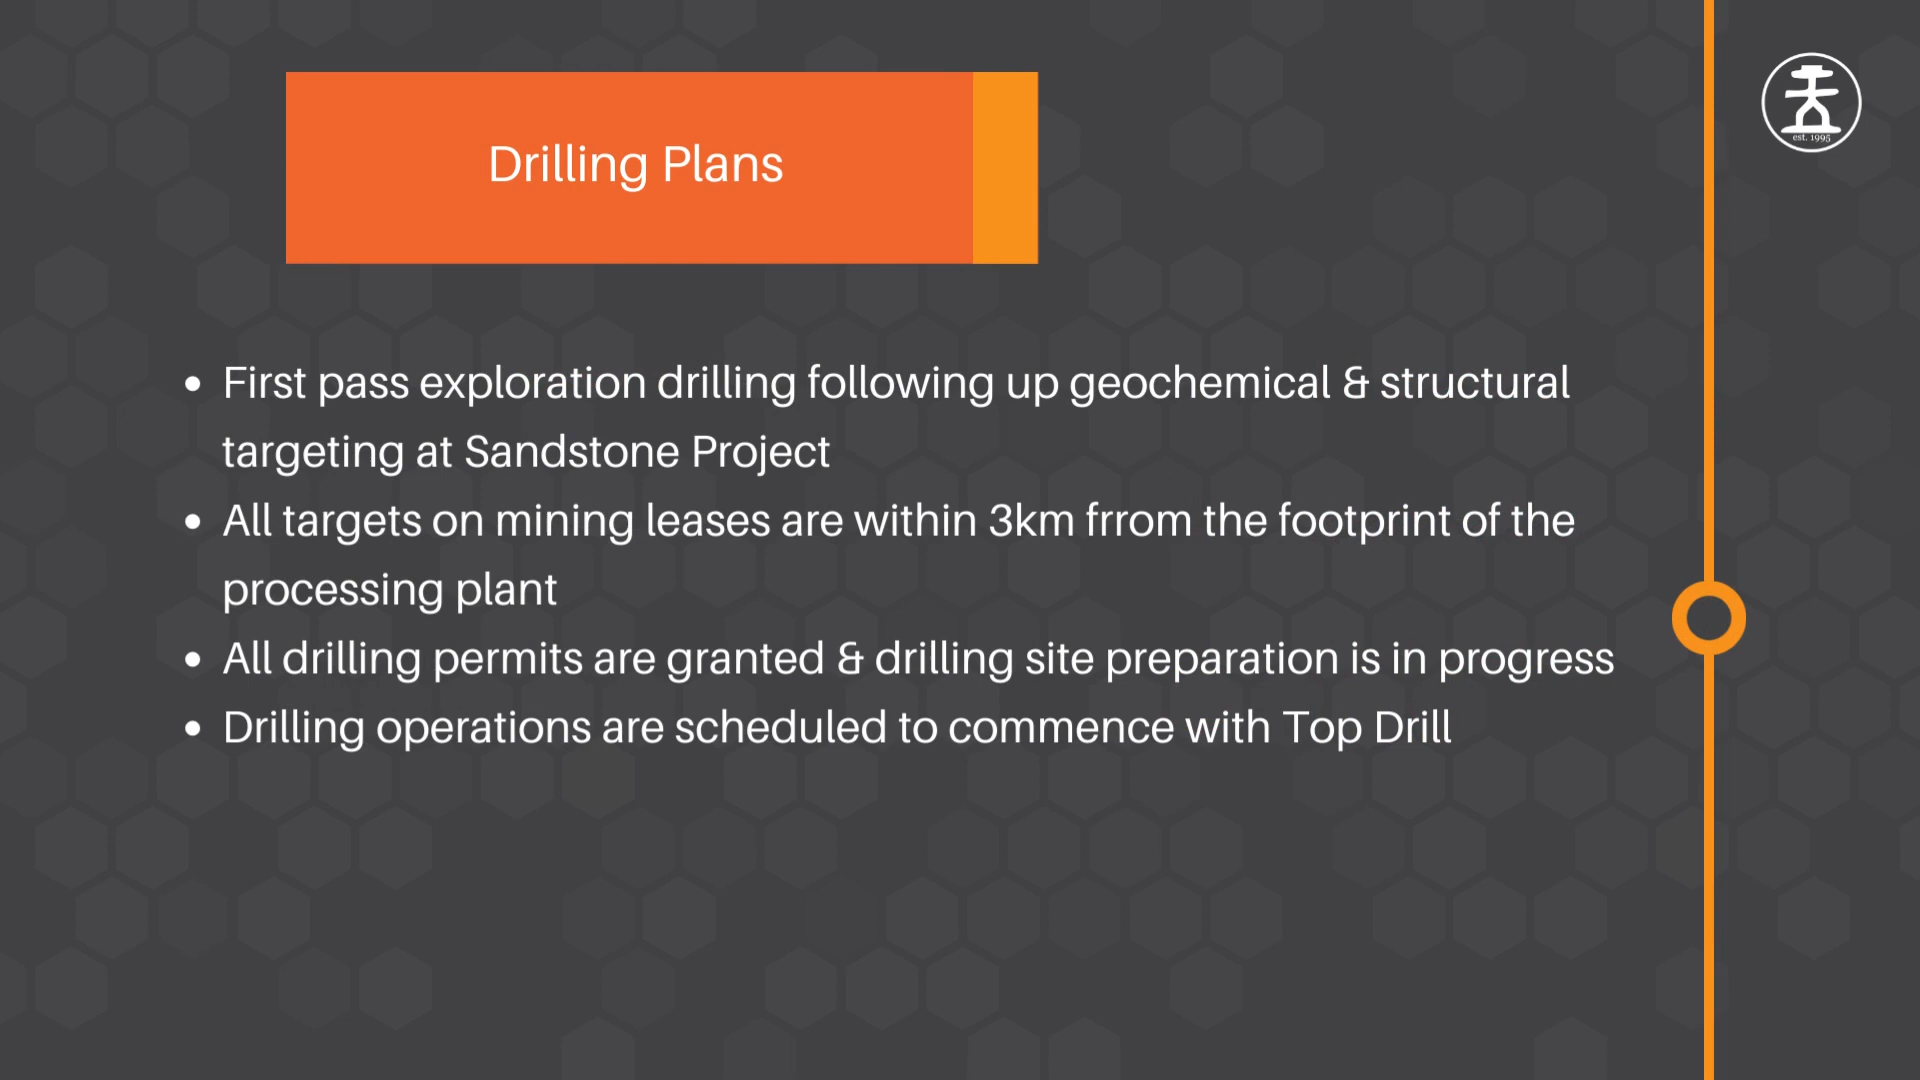 est. 1995
Drilling Plans
• First pass exploration drilling following up geochemical & structural
targeting at Sandstone Project
• All targets on mining leases are within 3km frrom the footprint of the
processing plant
• All drilling permits are granted & drilling site preparation is in progress
• Drilling operations are scheduled to commence with Top Drill